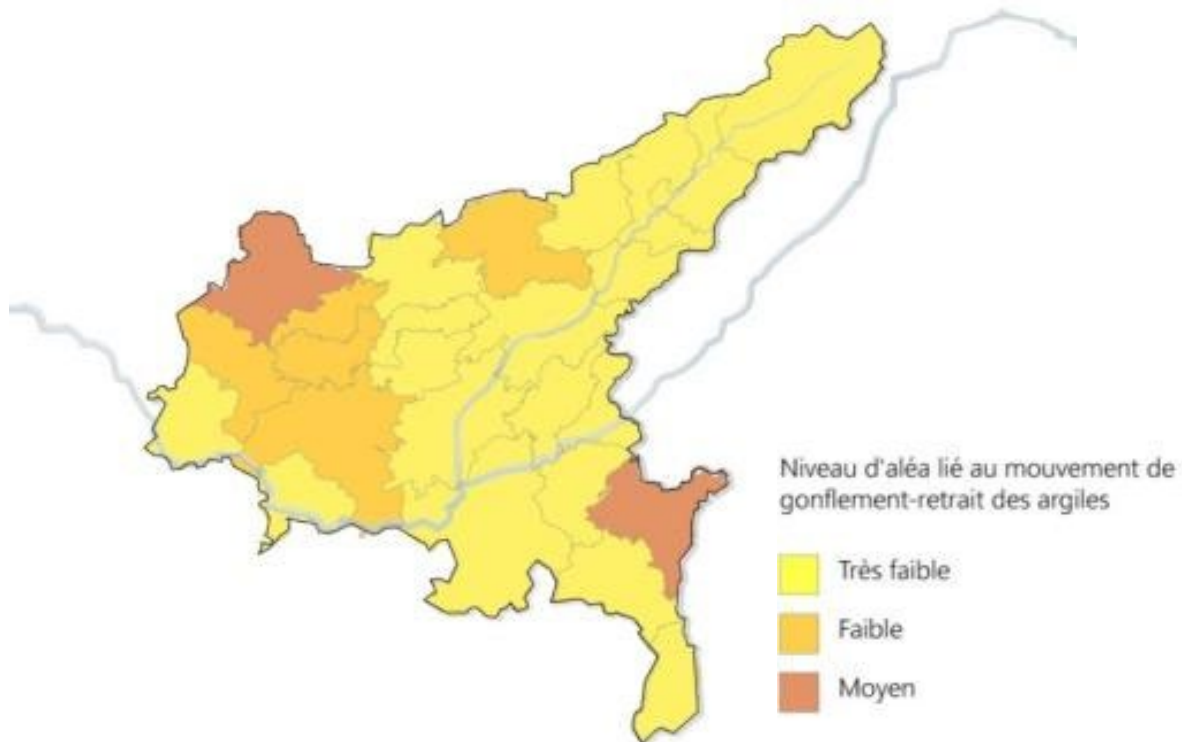 Niveau d'aléa lié au mouvement de
gonflement-retrait des argiles
Très faible
Faible
Moyen